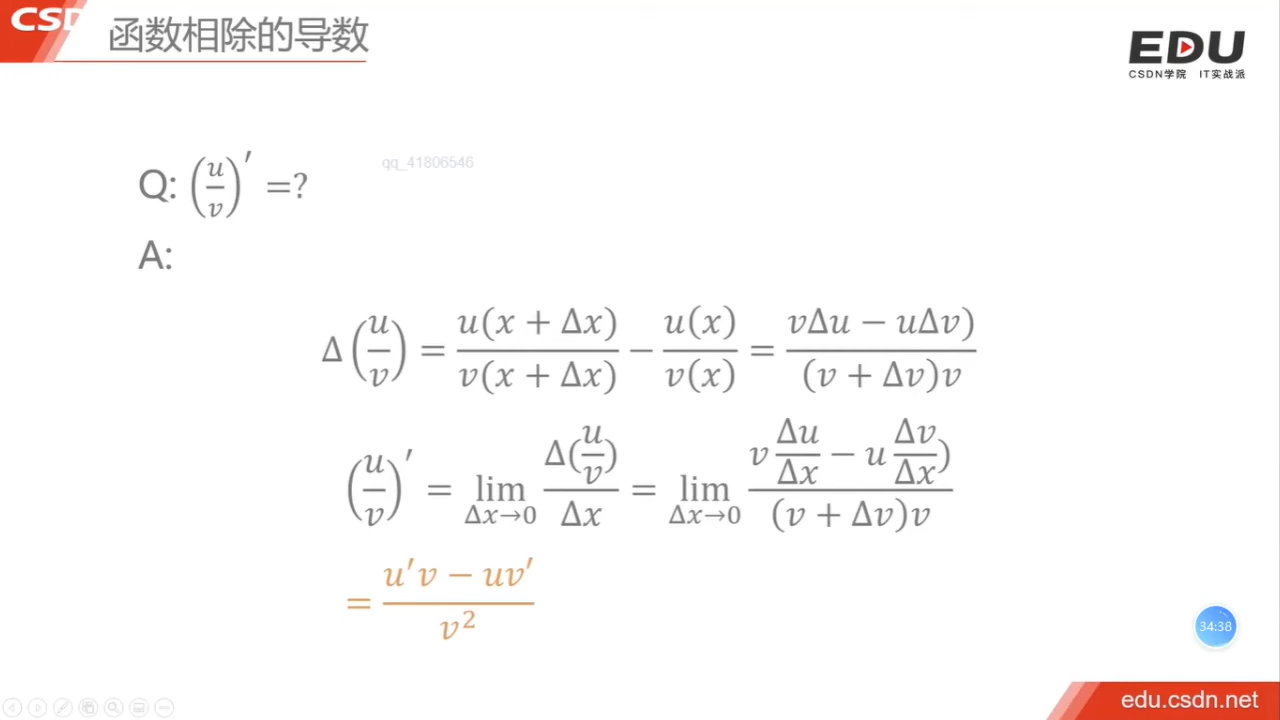 CSD
函数相除的导数
EDU
CSDN学院 IT实战派
qq_41806546
Q: (u/v)′ =?
A:
Δ(u/v) = u(x + Δx)/v(x + Δx) − u(x)/v(x) = vΔu − uΔv)/(v + Δv)v
(u/v)′ = lim Δx→0 Δ(u/v)/Δx = lim Δx→0 v Δu/Δx − u Δv/Δx)/(v + Δv)v
= u′v − uv′/v²
34:38
edu.csdn.net